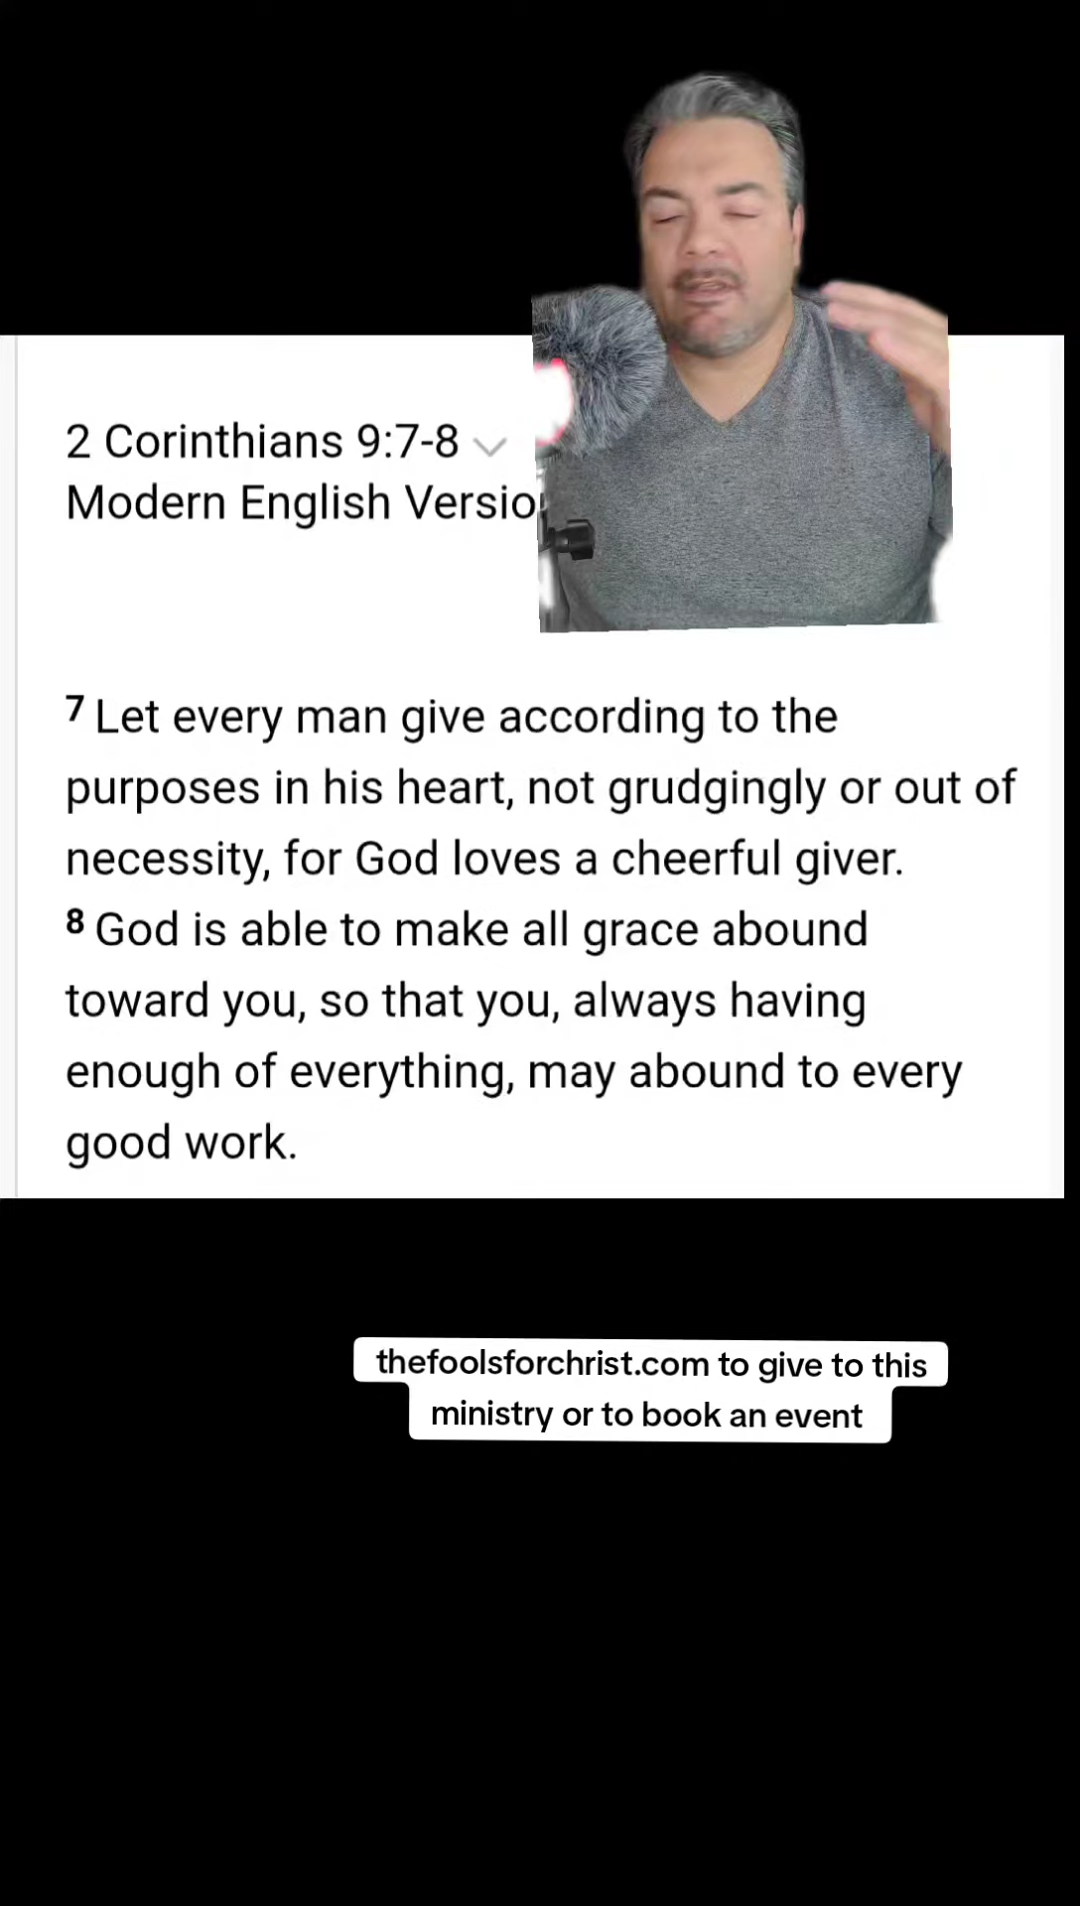 2 Corinthians 9:7-8
Modern English Versio
7 Let every man give according to the
purposes in his heart, not grudgingly or out of
necessity, for God loves a cheerful giver.
8 God is able to make all grace abound
toward you, so that you, always having
enough of everything, may abound to every
good work.
thefoolsforchrist.com to give to this
ministry or to book an event